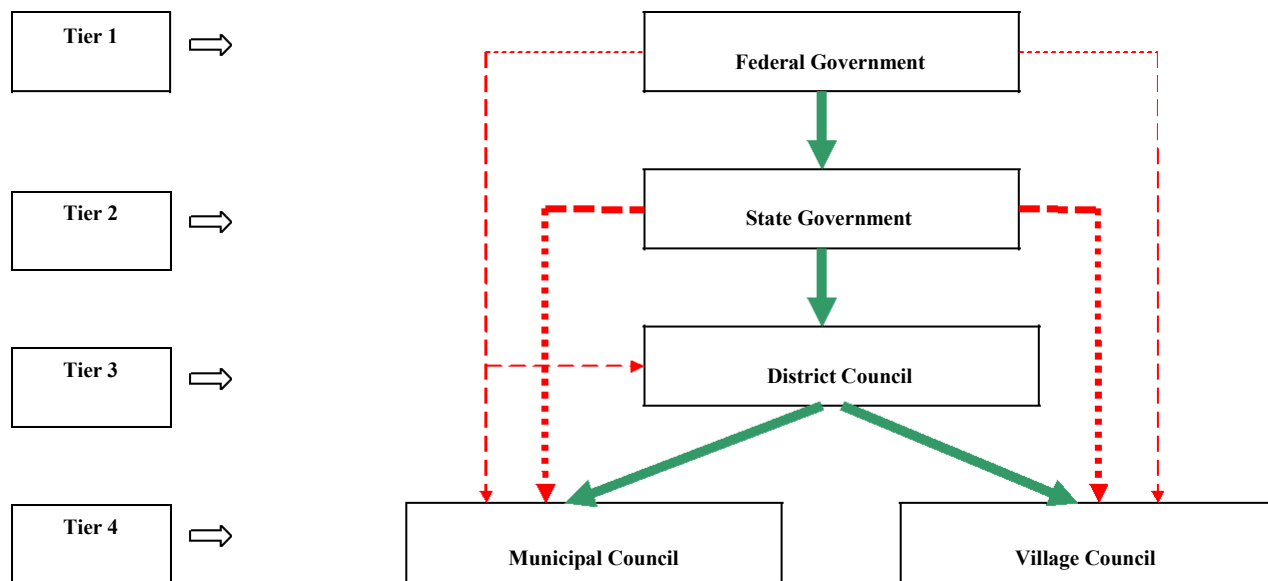 Tier 1
Federal Government
Tier 2
State Government
Tier 3
District Council
Tier 4
Municipal Council
Village Council